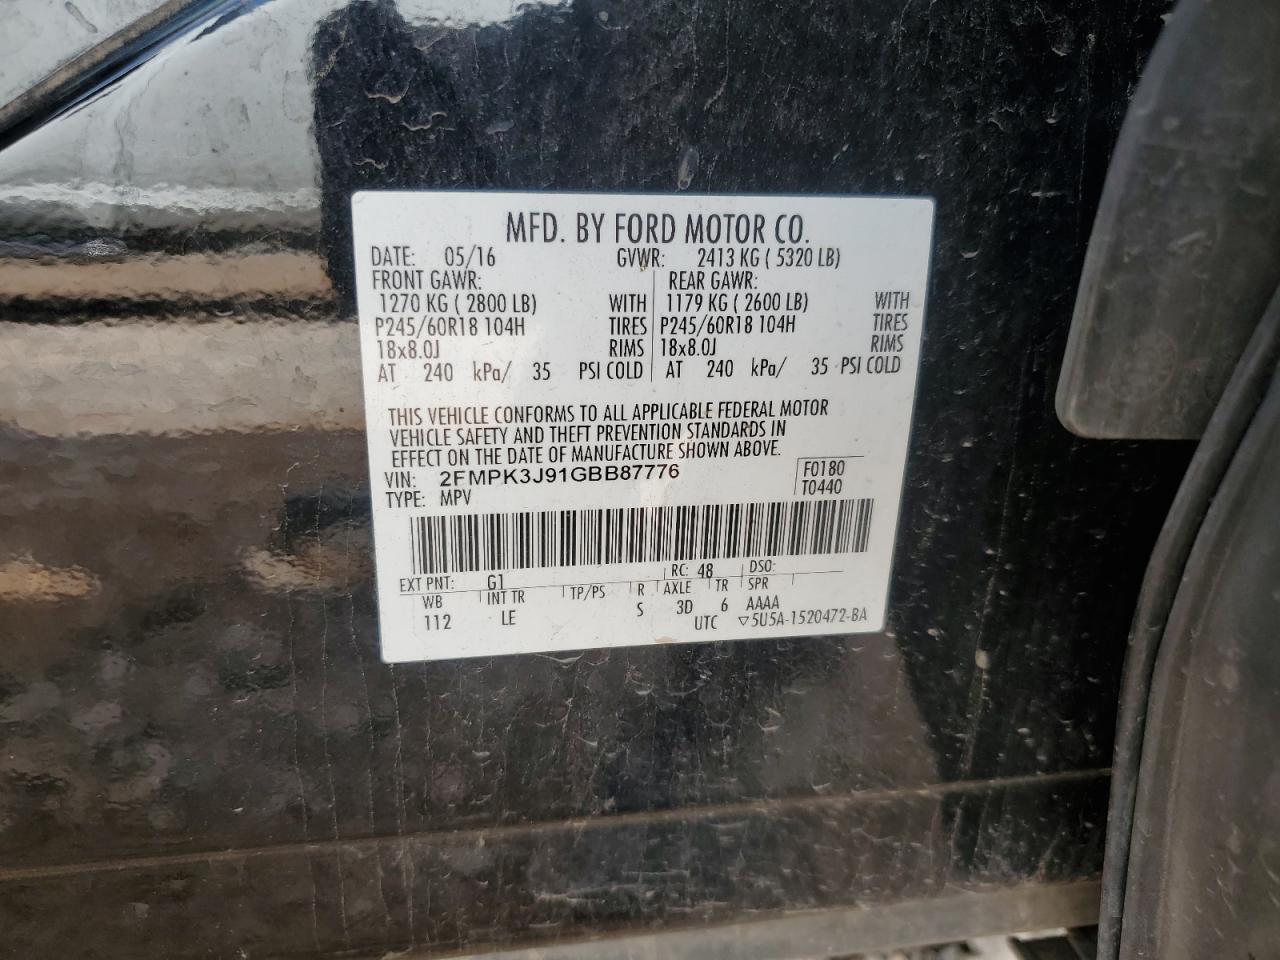 MFD. BY FORD MOTOR CO.
DATE: 05/16 GVWR: 2413 KG ( 5320 LB)
FRONT GAWR: REAR GAWR:
1270 KG ( 2800 LB) WITH 1179 KG ( 2600 LB) WITH
P245/60R18 104H TIRES P245/60R18 104H TIRES
18x8.0J RIMS 18x8.0J RIMS
AT 240 kPa/ 35 PSI COLD AT 240 kPa/ 35 PSI COLD
THIS VEHICLE CONFORMS TO ALL APPLICABLE FEDERAL MOTOR
VEHICLE SAFETY AND THEFT PREVENTION STANDARDS IN
EFFECT ON THE DATE OF MANUFACTURE SHOWN ABOVE.
VIN: 2FMPK3J91GBB87776 F0180
TYPE: MPV T0440
EXT PNT: G1 RC: 48 DSO:
WB INT TR TP/PS R AXLE TR SPR
112 LE S 3D 6 AAAA
UTC ▽5U5A-1520472-BA